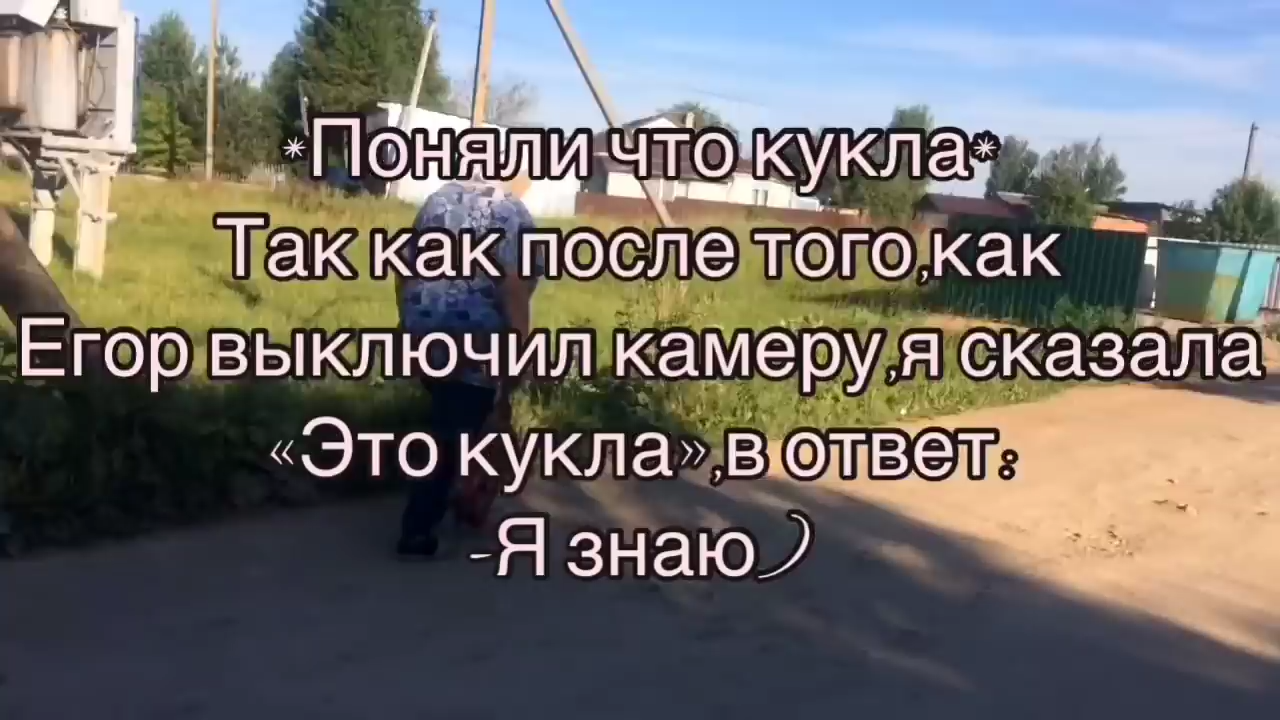 *Поняли что кукла*
Так как после того,как
Егор выключил камеру,я сказала
«Это кукла»,в ответ:
-Я знаю)